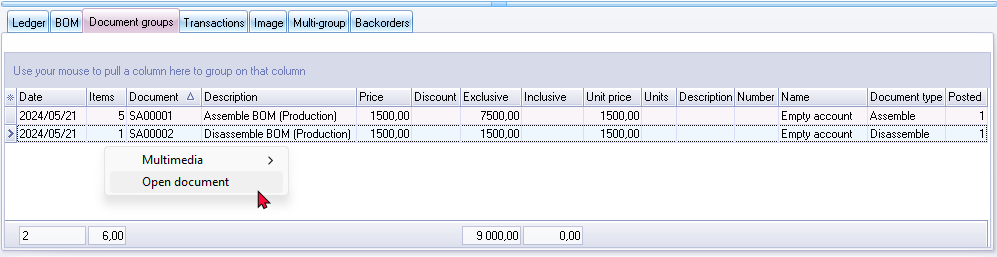 Ledger BOM Document groups Transactions Image Multi-group Backorders
Use your mouse to pull a column here to group on that column
Date Items Document Description Price Discount Exclusive Inclusive Unit price Units Description Number Name Document type Posted
2024/05/21 5 SA00001 Assemble BOM (Production) 1500,00 7500,00 1500,00 Empty account Assemble 1
2024/05/21 1 SA00002 Disassemble BOM (Production) 1500,00 1500,00 1500,00 Empty account Disassemble 1
Multimedia
Open document
2 6,00 9 000,00 0,00